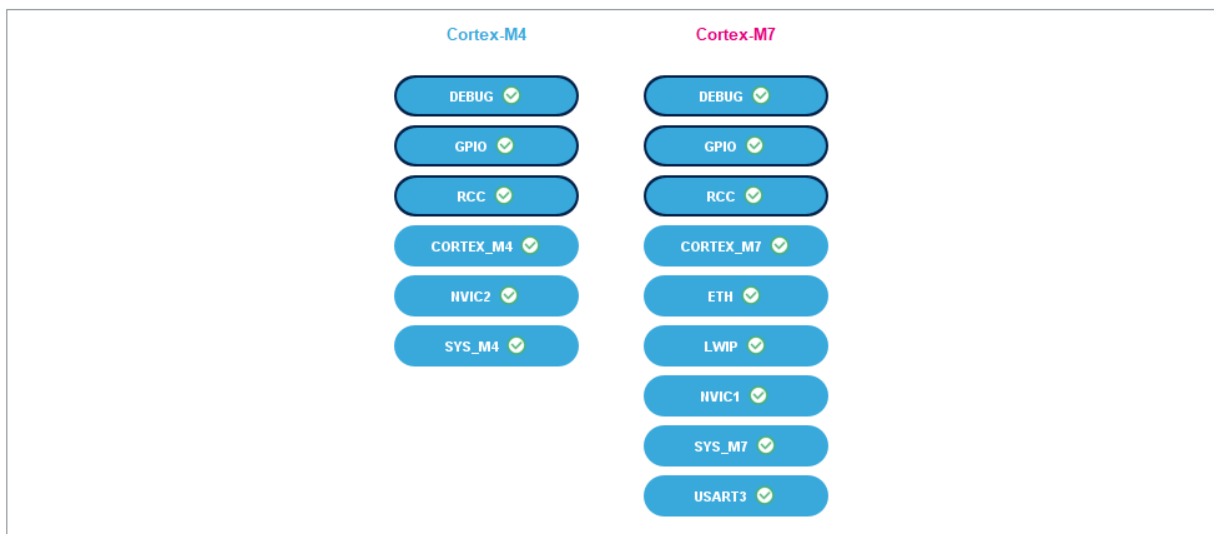 Cortex-M4
DEBUG
GPIO
RCC
CORTEX_M4
NVIC2
SYS_M4
Cortex-M7
DEBUG
GPIO
RCC
CORTEX_M7
ETH
LWIP
NVIC1
SYS_M7
USART3